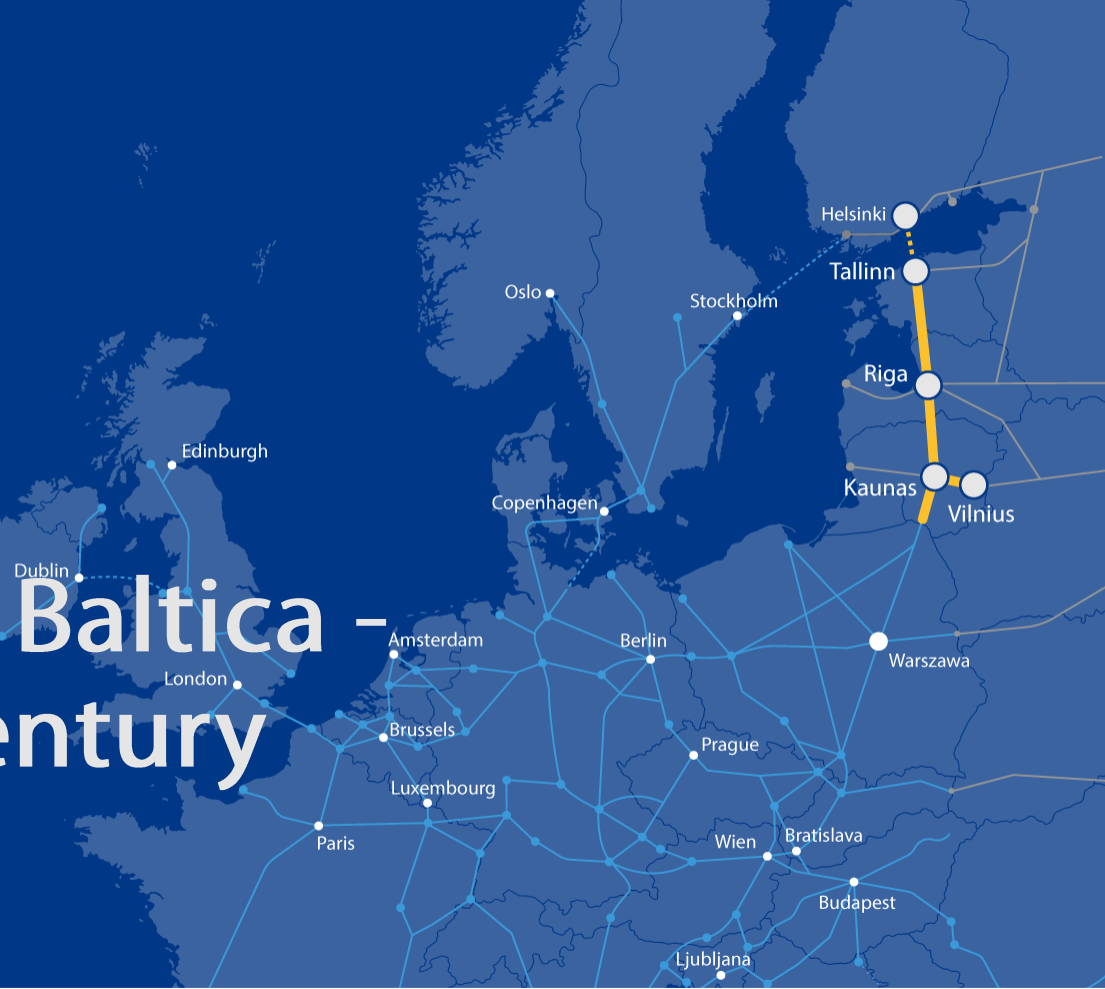 Helsinki
Tallinn
Oslo
Stockholm
Riga
Edinburgh
Copenhagen
Kaunas
Vilnius
Dublin
Baltica –
Amsterdam
Berlin
Warszawa
London
entury
Brussels
Prague
Luxembourg
Paris
Wien
Bratislava
Budapest
Ljubljana